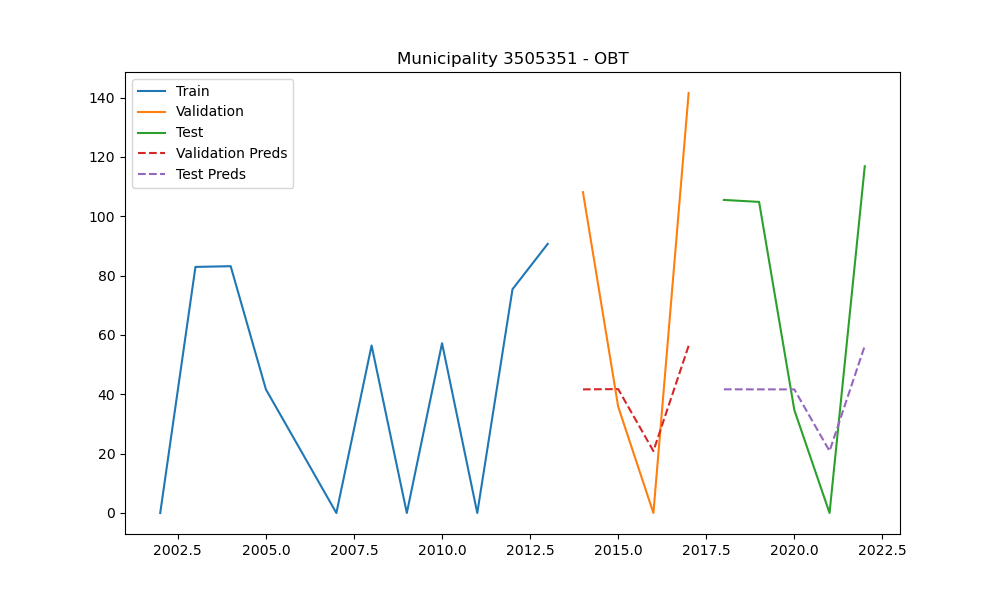 Municipality 3505351 - OBT
Train
Validation
Test
Validation Preds
Test Preds
140
120
100
80
60
40
20
0
2002.5 2005.0 2007.5 2010.0 2012.5 2015.0 2017.5 2020.0 2022.5